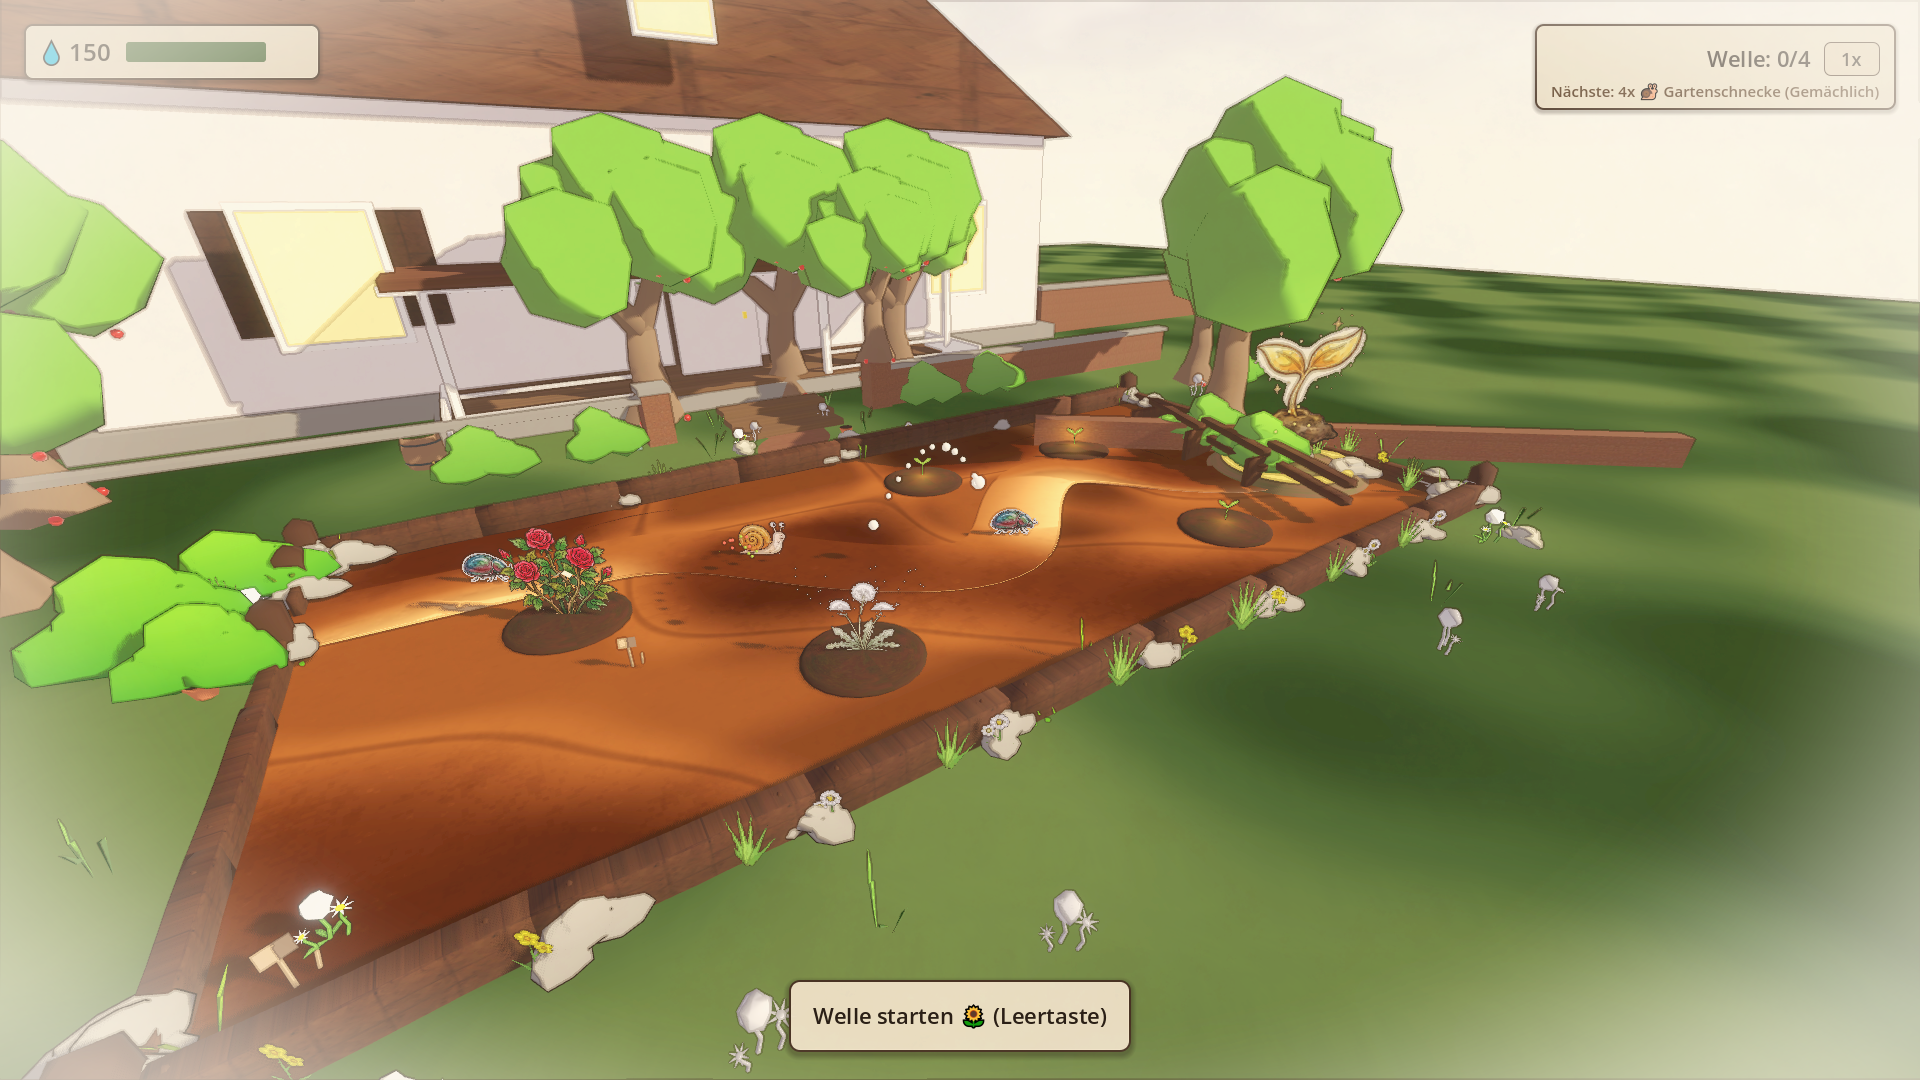 150
Welle: 0/4 1x
Nächste: 4x 🐌 Gartenschnecke (Gemächlich)
Welle starten 🌻 (Leertaste)